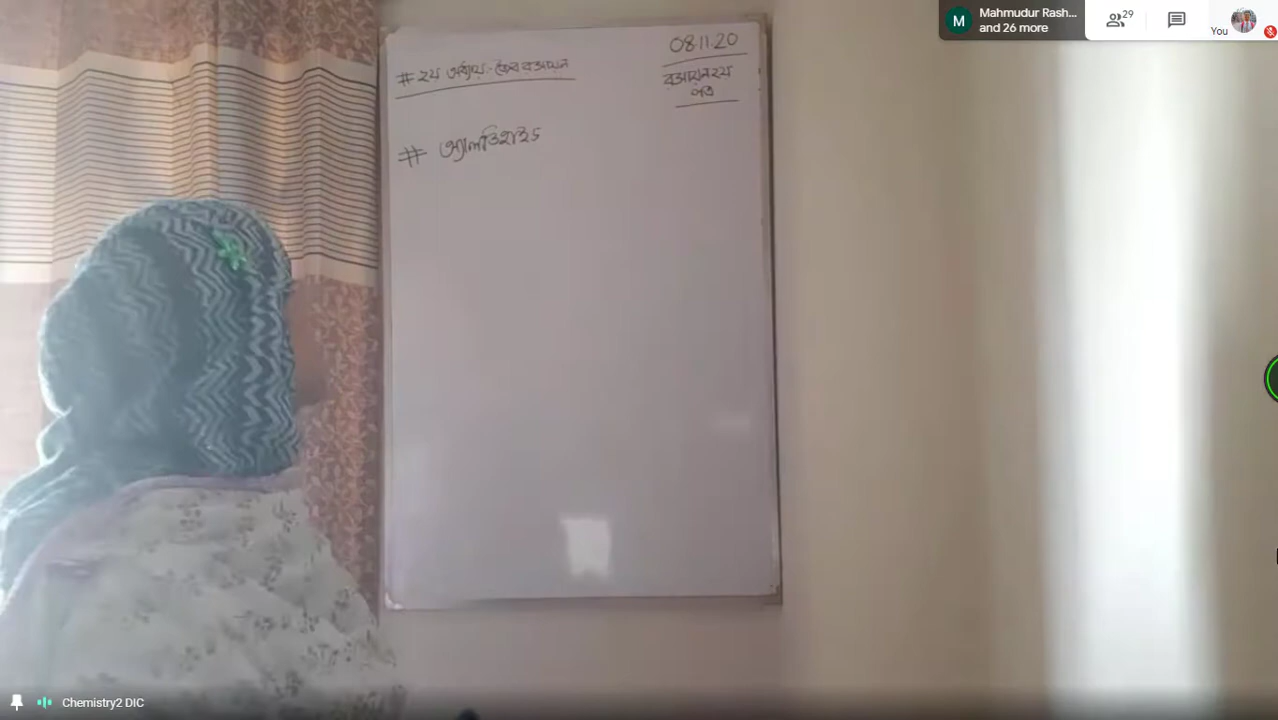 Mahmudur Rash...
and 26 more
29
You
M
08.11.20
রসায়ন ২য়
পত্র
# ২য় অধ্যায় :- জৈব রসায়ন
# অ্যালডিহাইড
Chemistry2 DIC